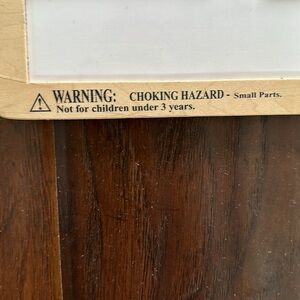 WARNING: CHOKING HAZARD - Small Parts.
Not for children under 3 years.